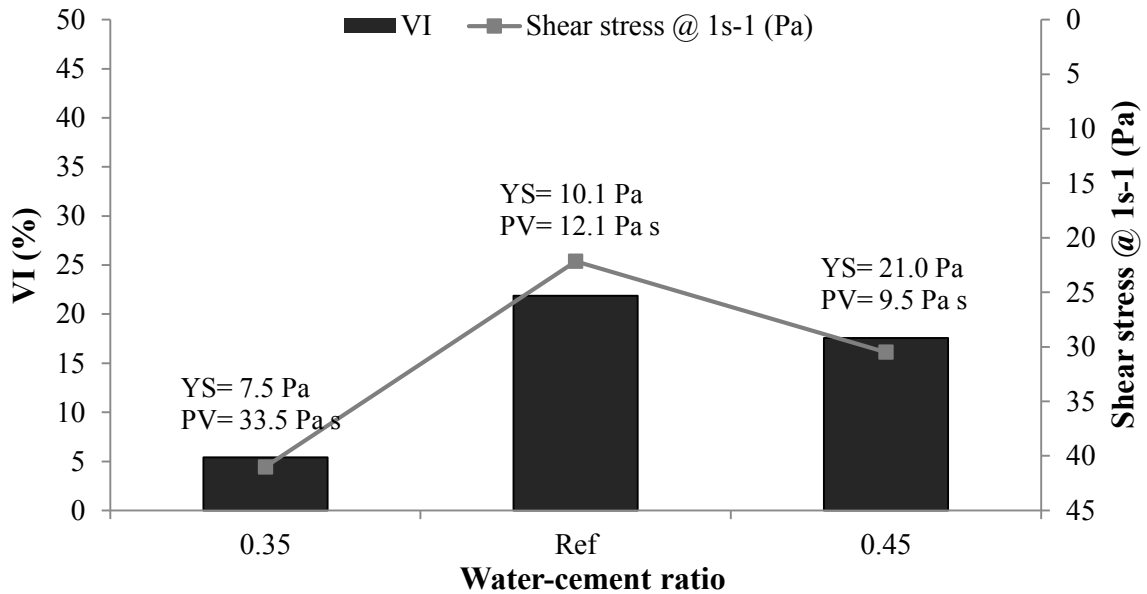 VI
Shear stress @ 1s-1 (Pa)
50
45
40
35
30
25
20
15
10
5
0
VI (%)
YS= 7.5 Pa
PV= 33.5 Pa s
YS= 10.1 Pa
PV= 12.1 Pa s
YS= 21.0 Pa
PV= 9.5 Pa s
0
5
10
15
20
25
30
35
40
45
Shear stress @ 1s-1 (Pa)
0.35
Ref
0.45
Water-cement ratio